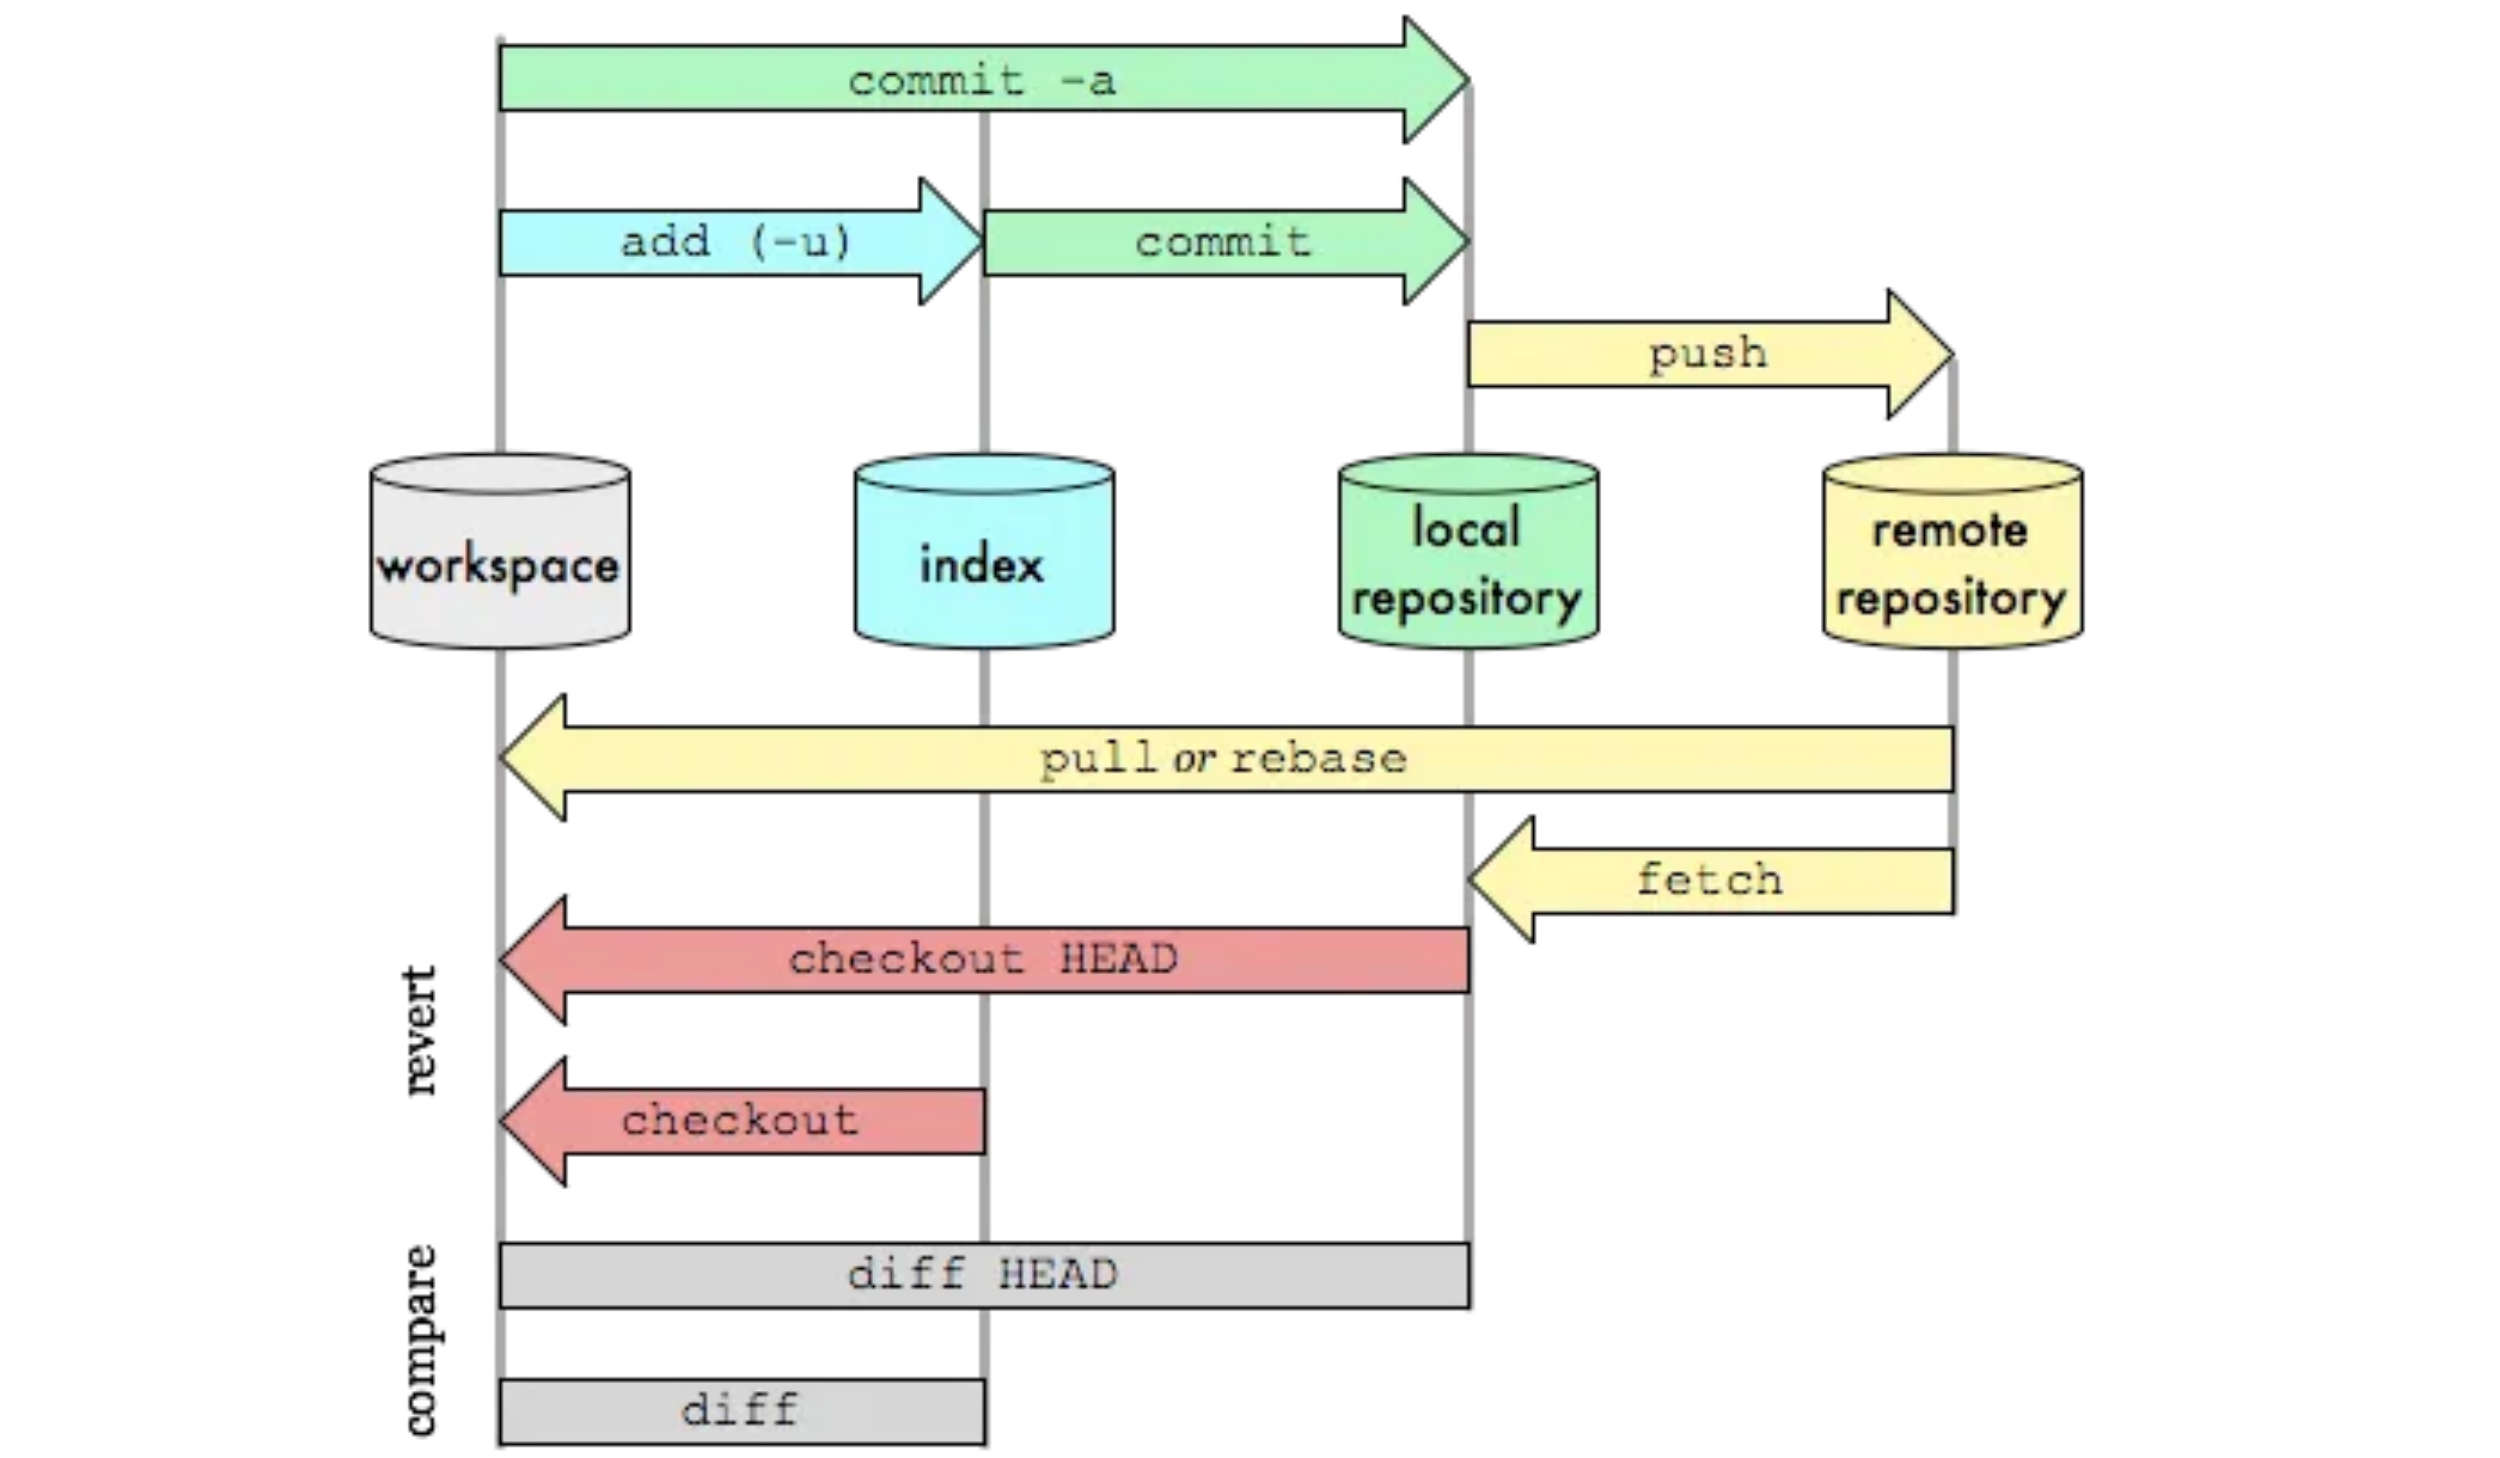 commit -a
add (-u)
commit
push
workspace
index
local
repository
remote
repository
pull or rebase
fetch
revert
checkout HEAD
checkout
compare
diff HEAD
diff